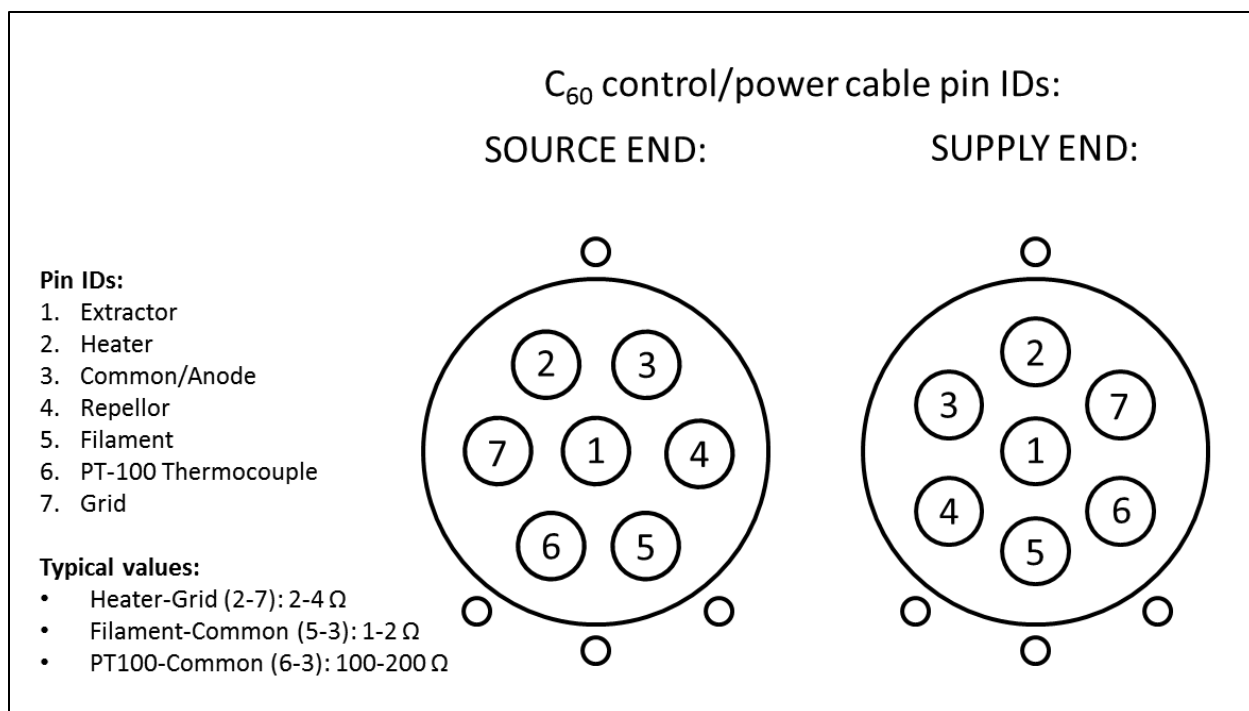 C₆₀ control/power cable pin IDs:
SOURCE END:
SUPPLY END:
Pin IDs:
1. Extractor
2. Heater
3. Common/Anode
4. Repellor
5. Filament
6. PT-100 Thermocouple
7. Grid
Typical values:
• Heater-Grid (2-7): 2-4 Ω
• Filament-Common (5-3): 1-2 Ω
• PT100-Common (6-3): 100-200 Ω
2 3
7 1 4
6 5
2
3 7
1
4 6
5